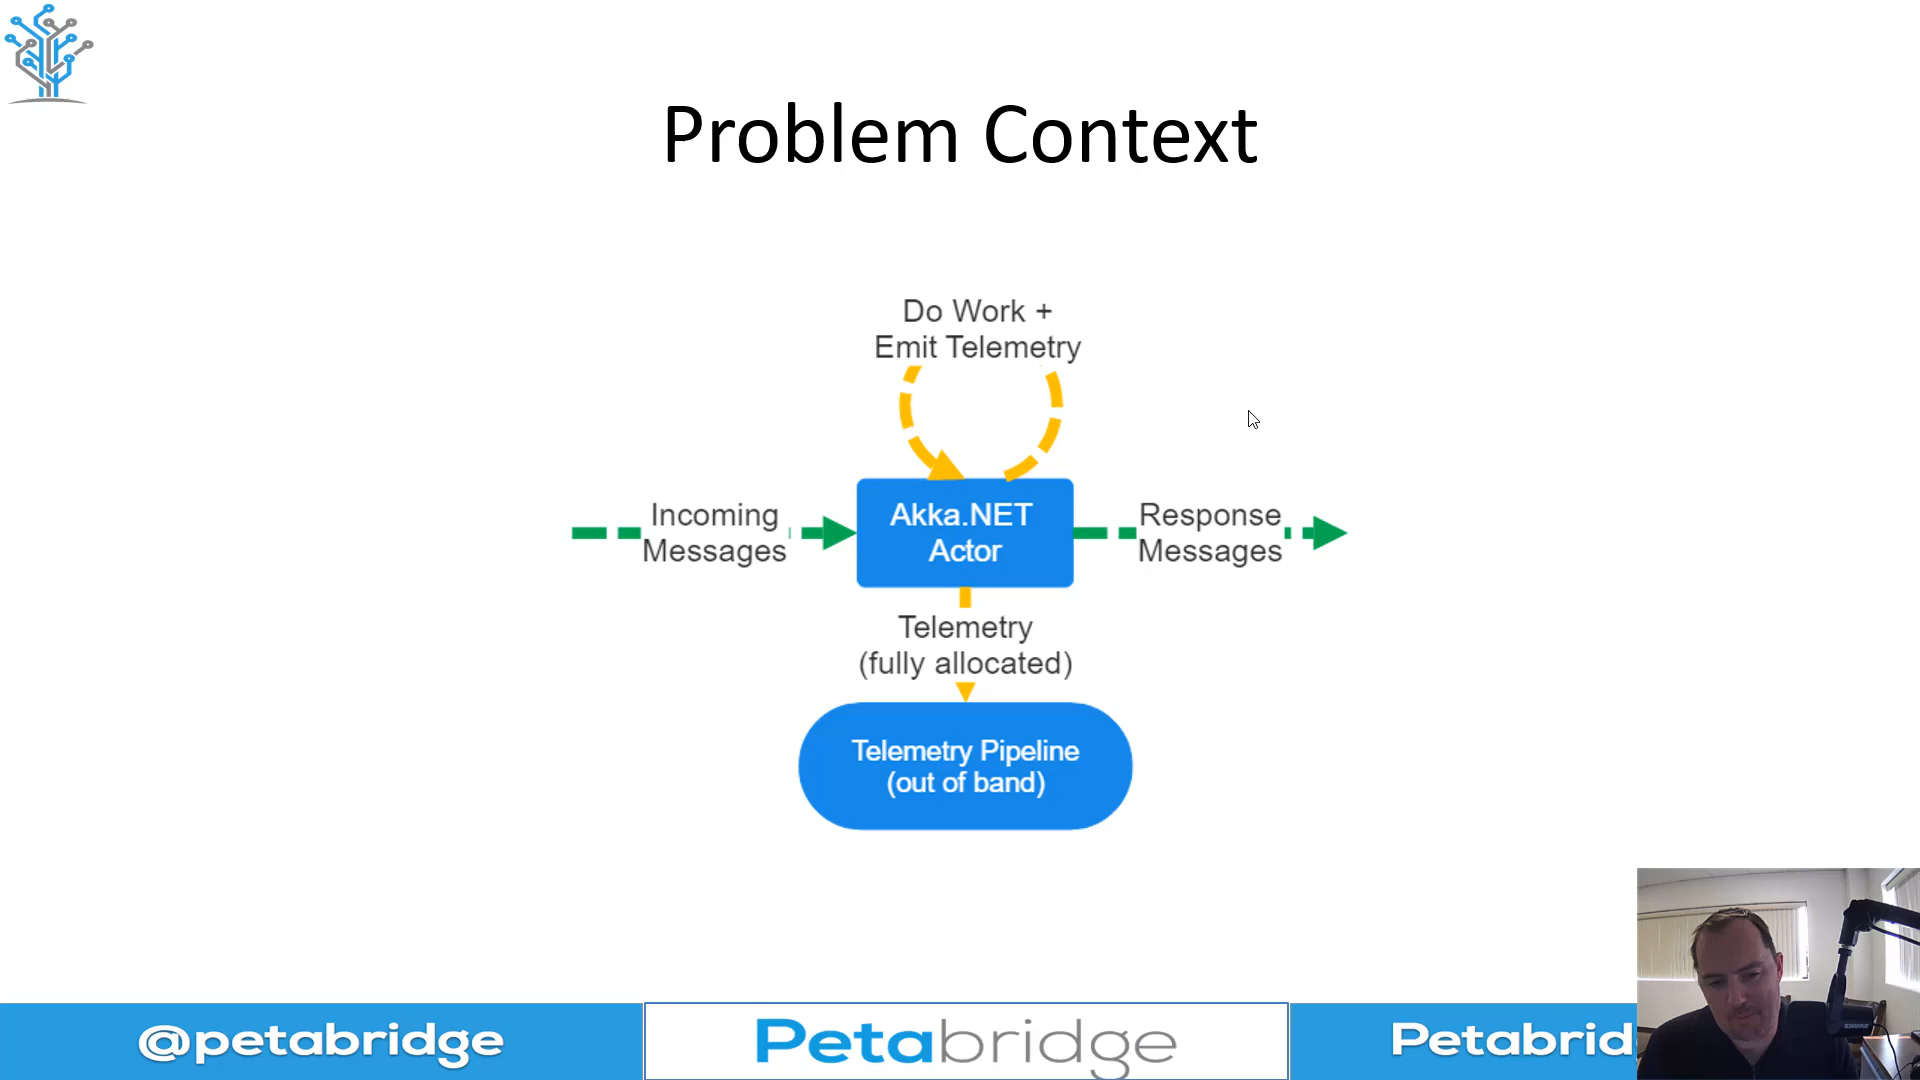 Problem Context
Do Work +
Emit Telemetry
Incoming
Messages
Akka.NET
Actor
Response
Messages
Telemetry
(fully allocated)
Telemetry Pipeline
(out of band)
@petabridge
Petabridge
Petabrid